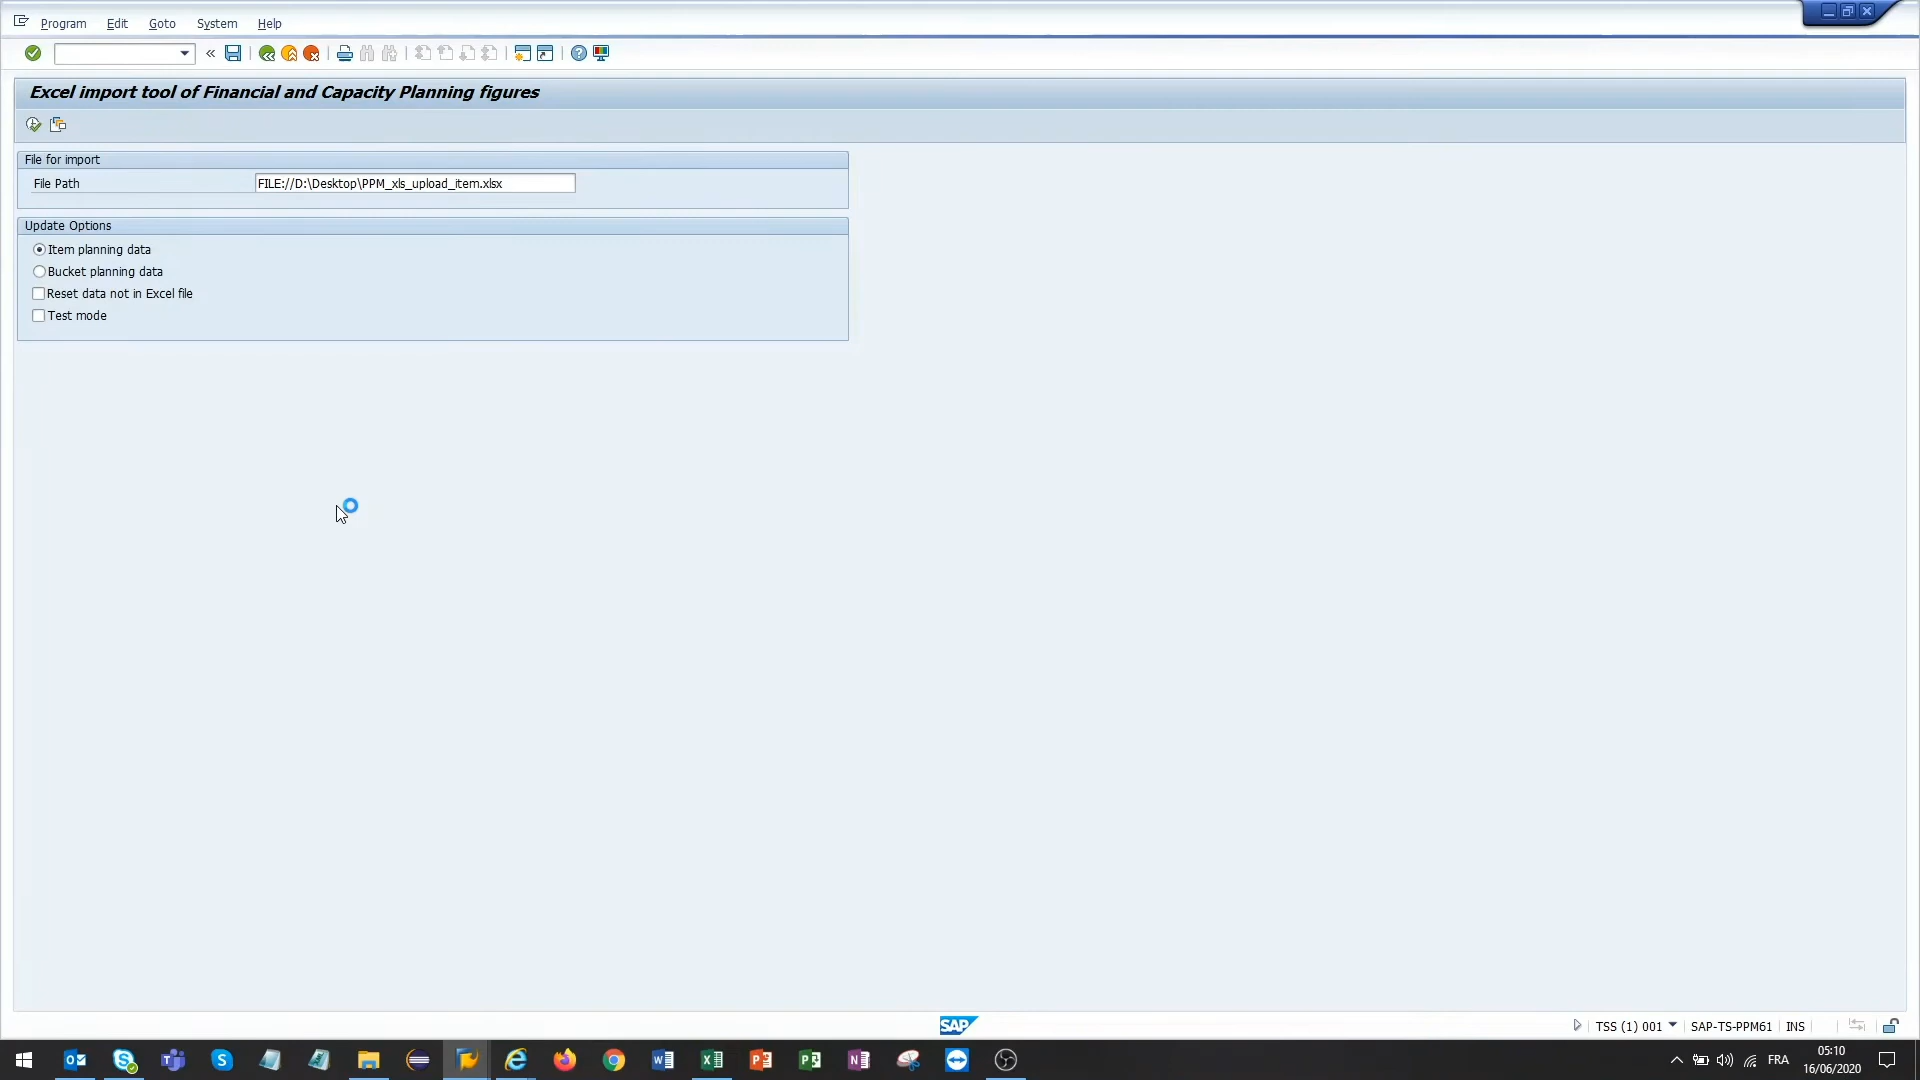 Program Edit Goto System Help
Excel import tool of Financial and Capacity Planning figures
File for import
File Path FILE://D:\Desktop\PPM_xls_upload_item.xlsx
Update Options
Item planning data
Bucket planning data
Reset data not in Excel file
Test mode
SAP TSS (1) 001 SAP-TS-PPM61 INS
FRA 05:10
16/06/2020